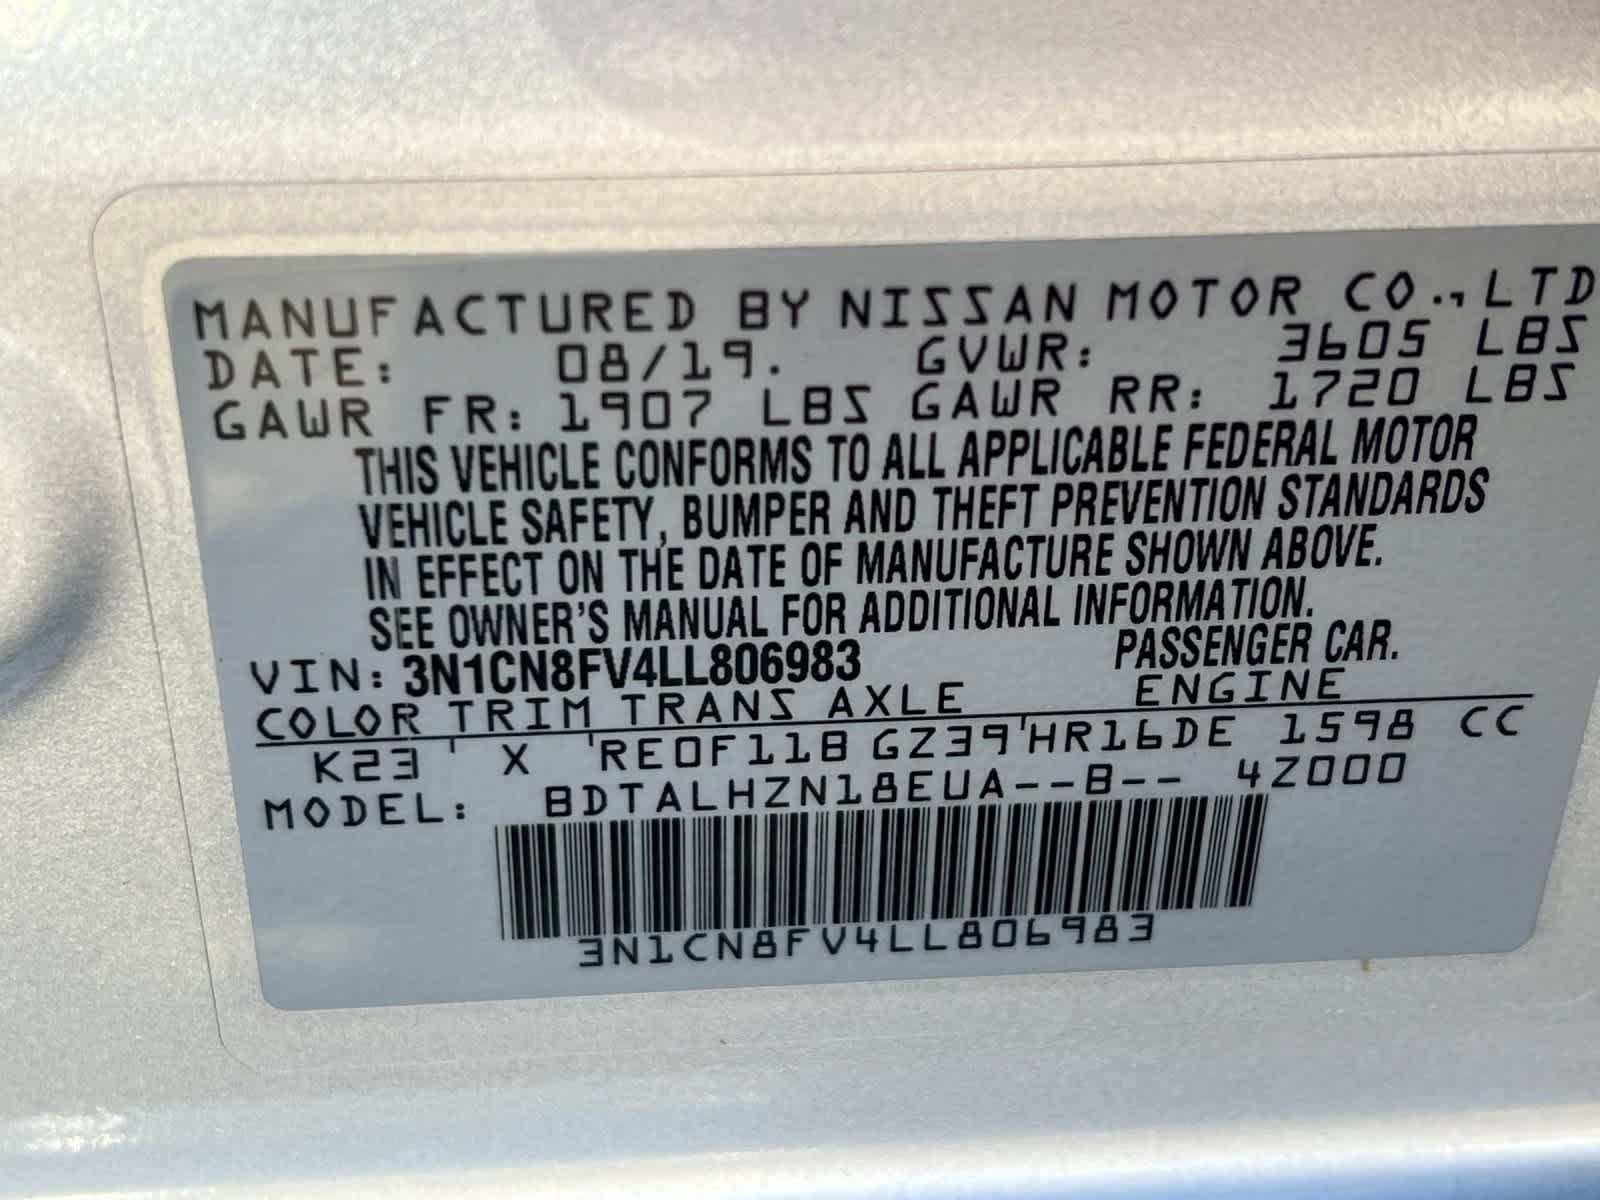 MANUFACTURED BY NISSAN MOTOR CO., LTD
DATE: 08/19. GVWR: 3605 LBS
GAWR FR: 1907 LBS GAWR RR: 1720 LBS
THIS VEHICLE CONFORMS TO ALL APPLICABLE FEDERAL MOTOR
VEHICLE SAFETY, BUMPER AND THEFT PREVENTION STANDARDS
IN EFFECT ON THE DATE OF MANUFACTURE SHOWN ABOVE.
SEE OWNER'S MANUAL FOR ADDITIONAL INFORMATION.
VIN: 3N1CN8FV4LL806983 PASSENGER CAR.
COLOR TRIM TRANS AXLE ENGINE
K23 X RE0F11B GZ39 HR16DE 1598 CC
MODEL: BDTALHZN18EUA--B-- 4Z000
3N1CN8FV4LL806983